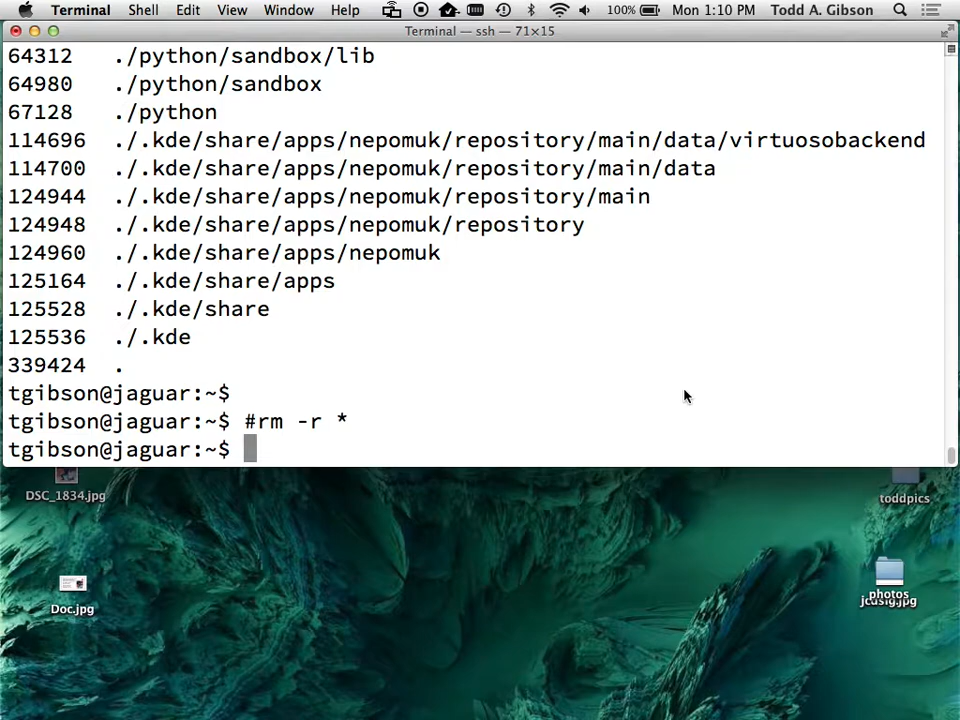 Terminal Shell Edit View Window Help 100% Mon 1:10 PM Todd A. Gibson
Terminal — ssh — 71×15
64312 ./python/sandbox/lib
64980 ./python/sandbox
67128 ./python
114696 ./.kde/share/apps/nepomuk/repository/main/data/virtuosobackend
114700 ./.kde/share/apps/nepomuk/repository/main/data
124944 ./.kde/share/apps/nepomuk/repository/main
124948 ./.kde/share/apps/nepomuk/repository
124960 ./.kde/share/apps/nepomuk
125164 ./.kde/share/apps
125528 ./.kde/share
125536 ./.kde
339424 .
tgibson@jaguar:~$
tgibson@jaguar:~$ #rm -r *
tgibson@jaguar:~$
DSC_1834.jpg
toddpics
Doc.jpg
photos